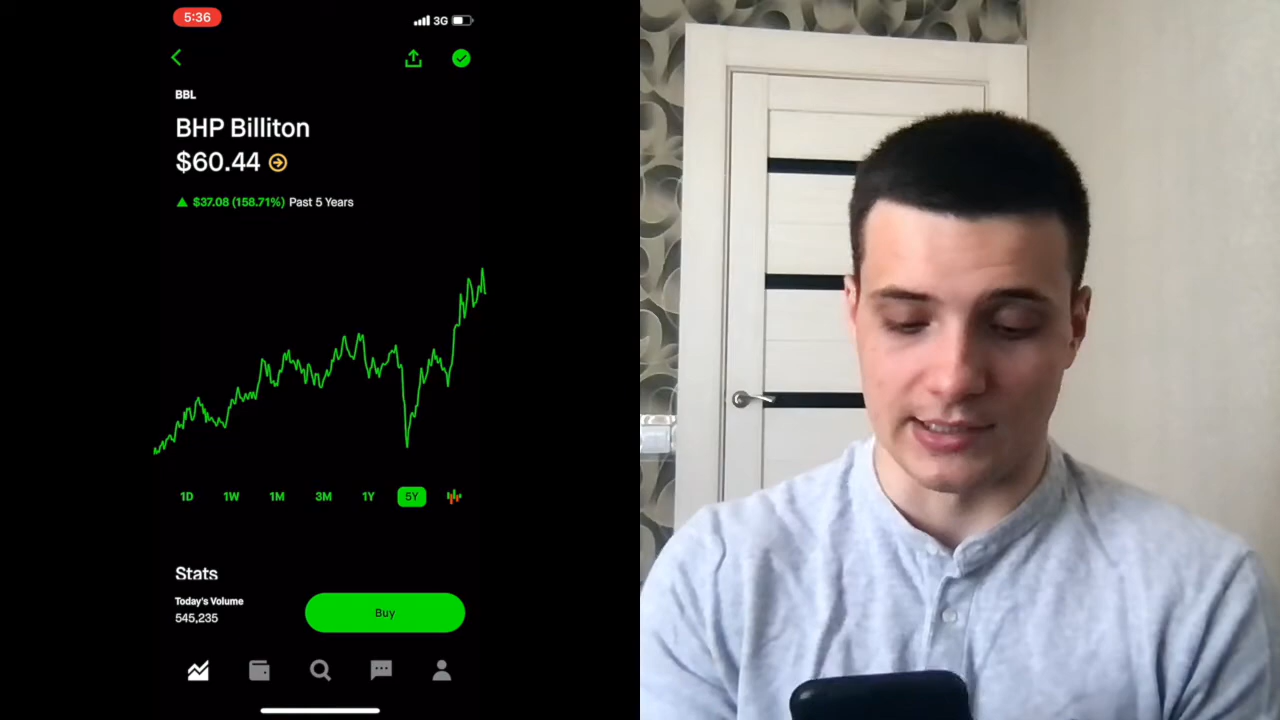 5:36
3G
BBL
BHP Billiton
$60.44
$37.08 (158.71%) Past 5 Years
1D 1W 1M 3M 1Y 5Y
Stats
Today's Volume
545,235
Buy